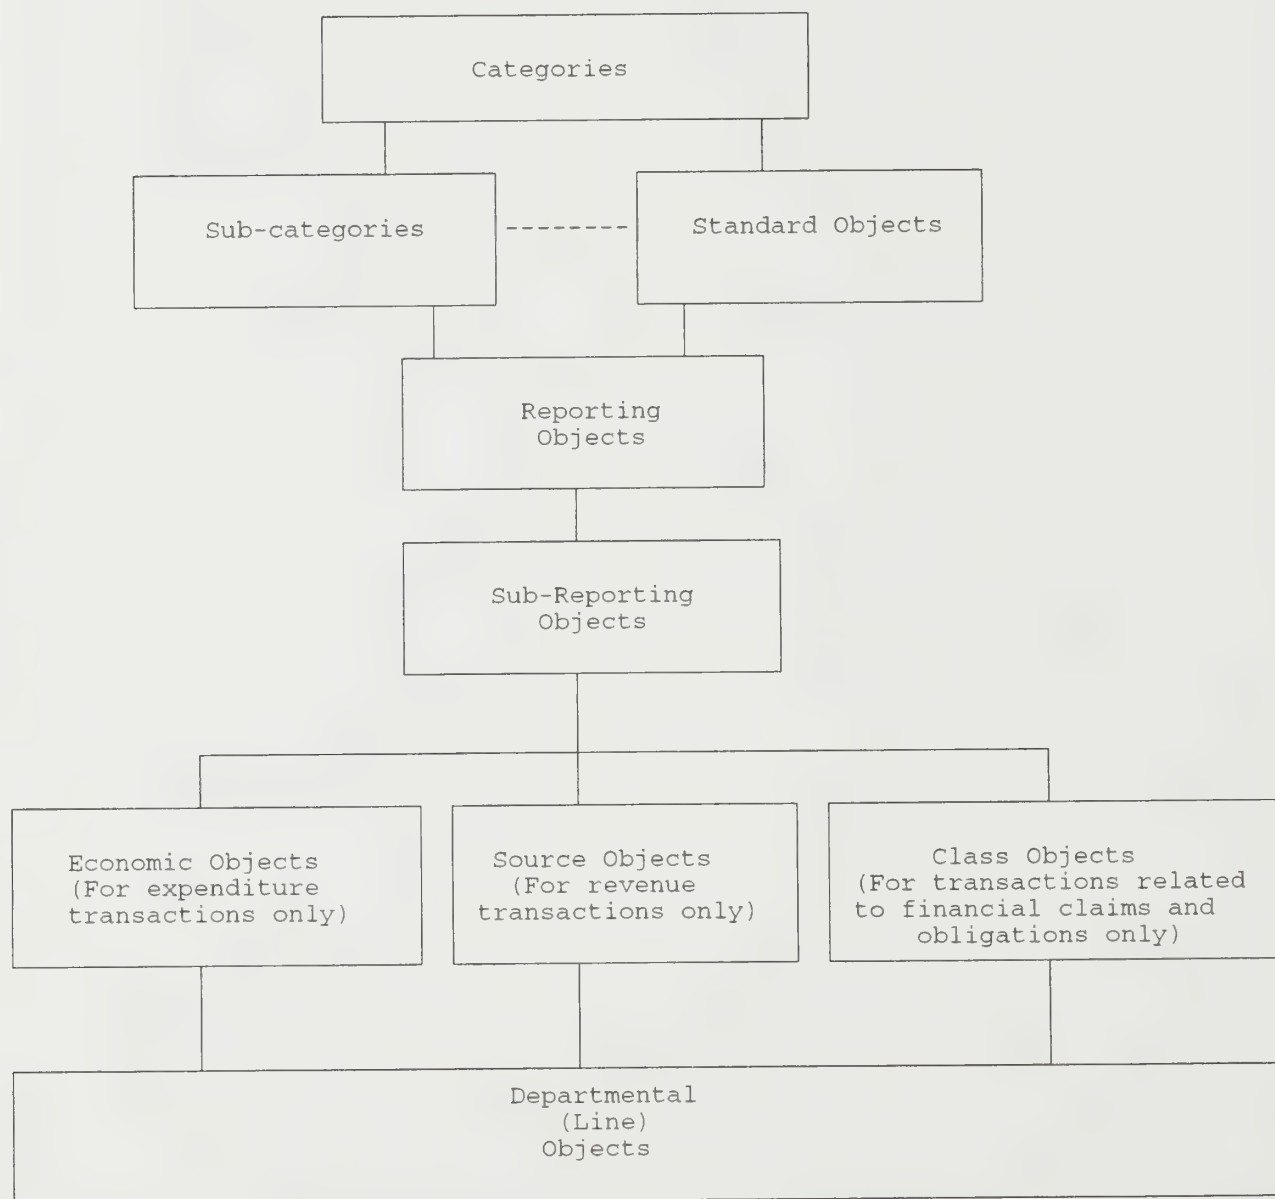 Categories
Sub-categories
Standard Objects
Reporting
Objects
Sub-Reporting
Objects
Economic Objects
(For expenditure
transactions only)
Source Objects
(For revenue
transactions only)
Class Objects
(For transactions related
to financial claims and
obligations only)
Departmental
(Line)
Objects